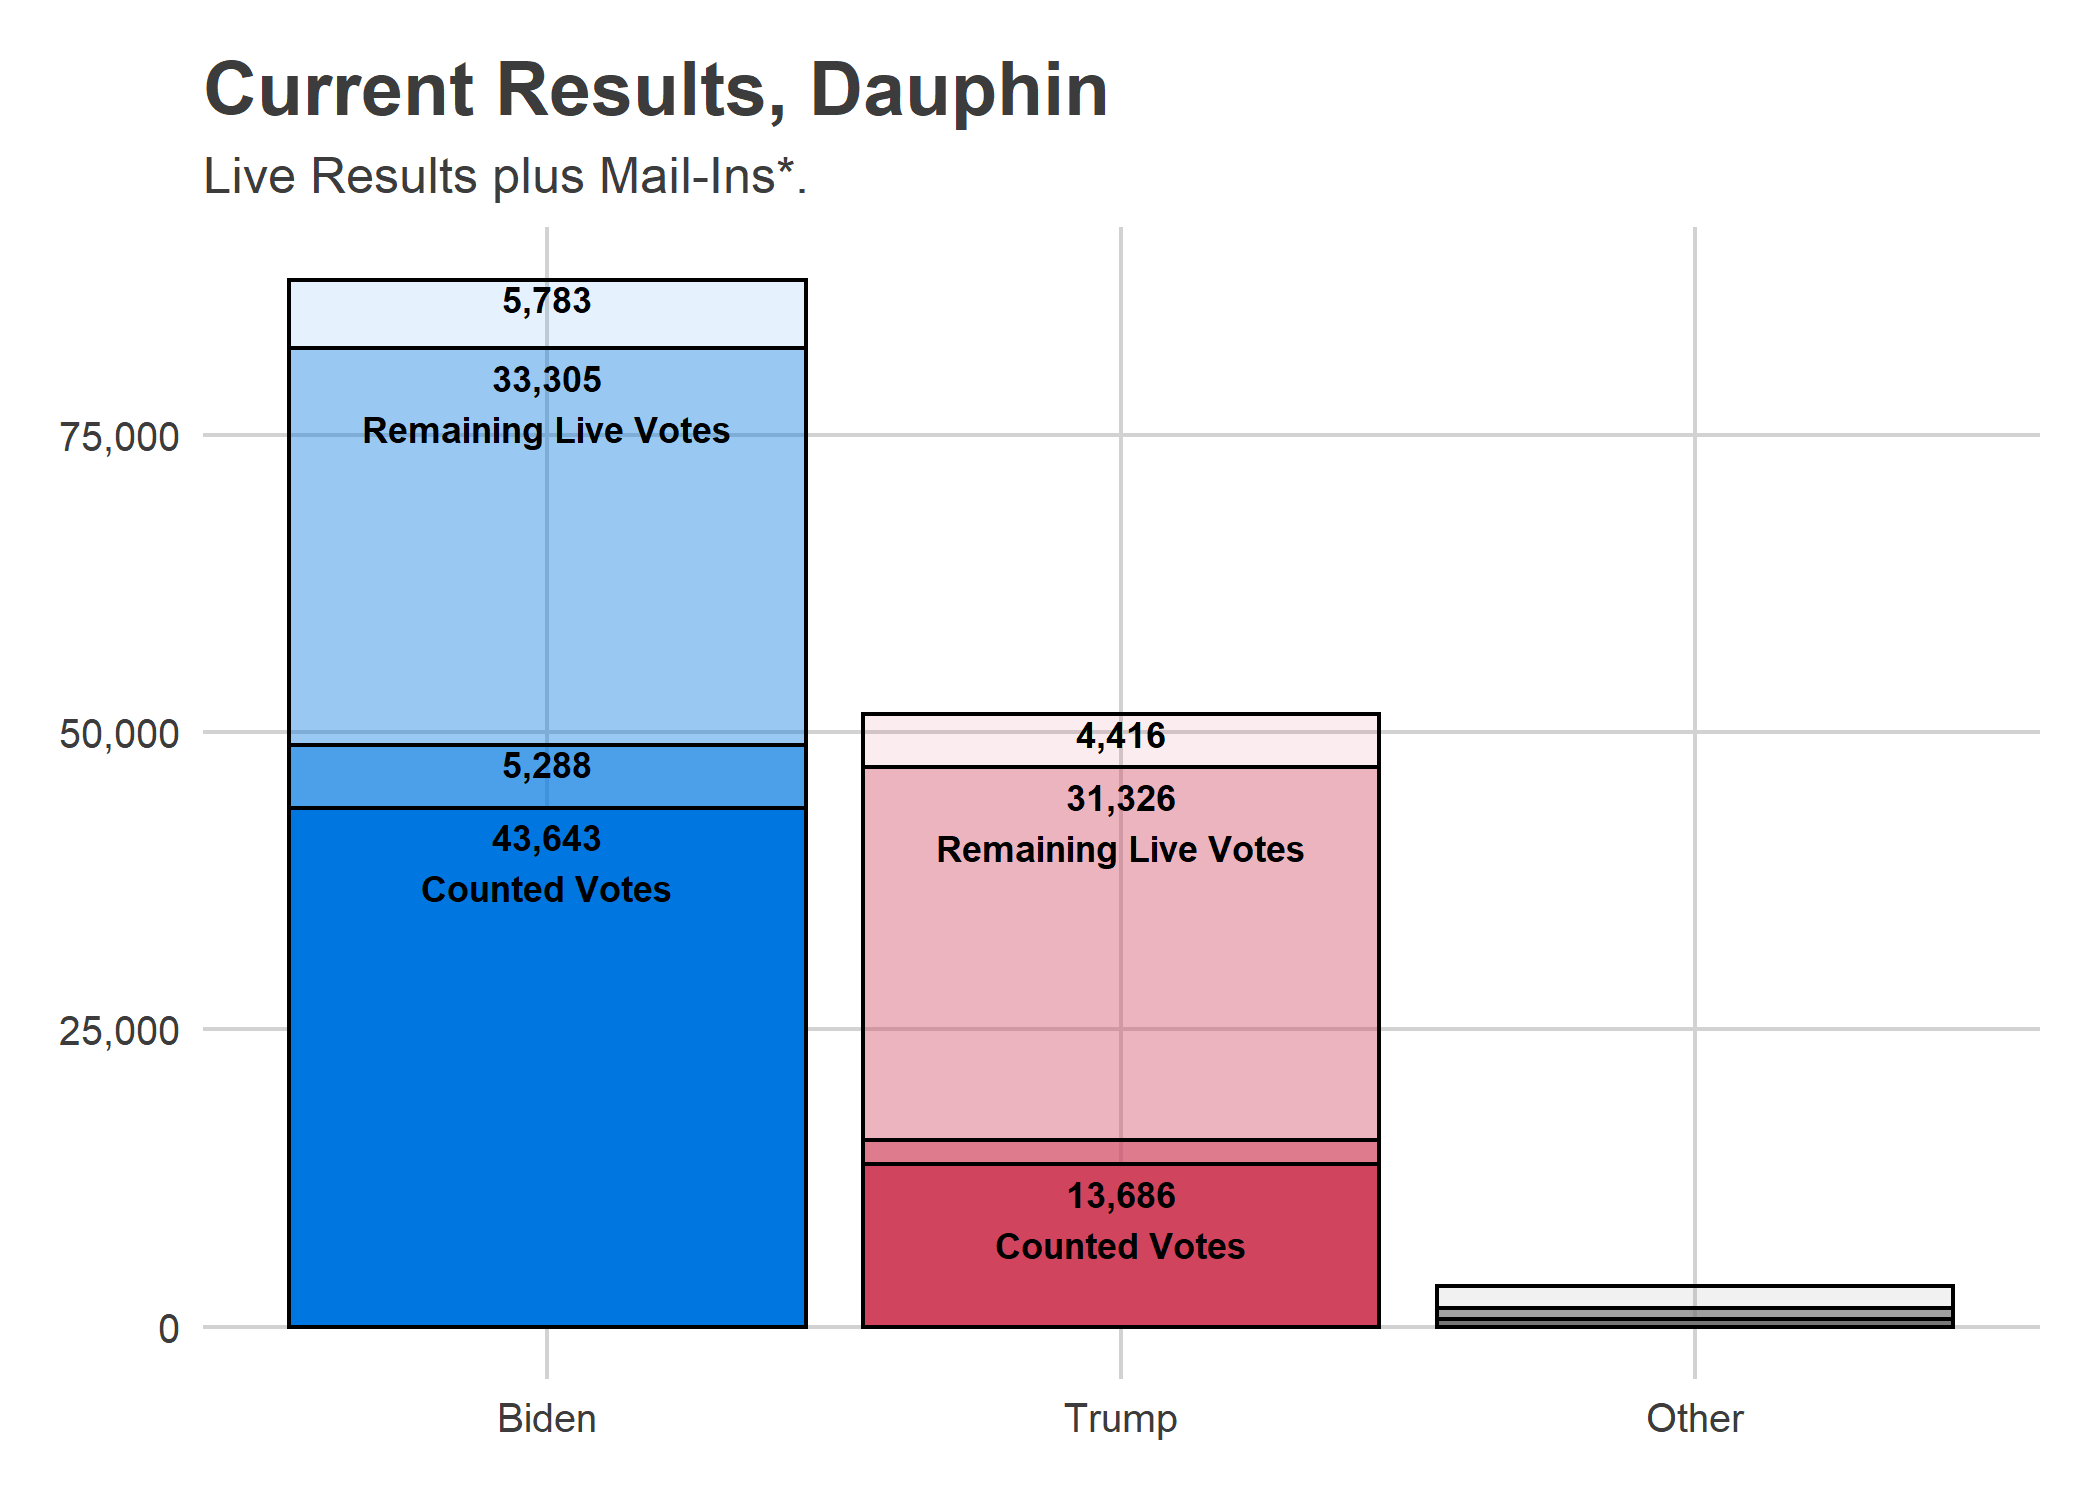 Current Results, Dauphin
Live Results plus Mail-Ins*.
5,783
33,305
Remaining Live Votes
75,000
50,000
4,416
5,288
31,326
43,643
Remaining Live Votes
Counted Votes
25,000
13,686
Counted Votes
0
Biden
Trump
Other